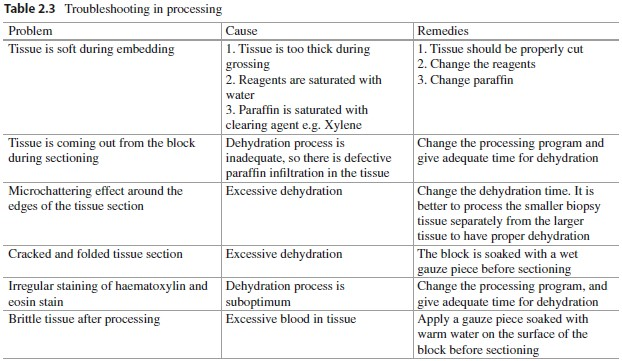 Table 2.3 Troubleshooting in processing
Problem
Cause
Remedies
Tissue is soft during embedding
1. Tissue is too thick during
grossing
2. Reagents are saturated with
water
3. Paraffin is saturated with
clearing agent e.g. Xylene
1. Tissue should be properly cut
2. Change the reagents
3. Change paraffin
Tissue is coming out from the block
during sectioning
Dehydration process is
inadequate, so there is defective
paraffin infiltration in the tissue
Change the processing program and
give adequate time for dehydration
Microchattering effect around the
edges of the tissue section
Excessive dehydration
Change the dehydration time. It is
better to process the smaller biopsy
tissue separately from the larger
tissue to have proper dehydration
Cracked and folded tissue section
Excessive dehydration
The block is soaked with a wet
gauze piece before sectioning
Irregular staining of haematoxylin and
eosin stain
Dehydration process is
suboptimum
Change the processing program, and
give adequate time for dehydration
Brittle tissue after processing
Excessive blood in tissue
Apply a gauze piece soaked with
warm water on the surface of the
block before sectioning